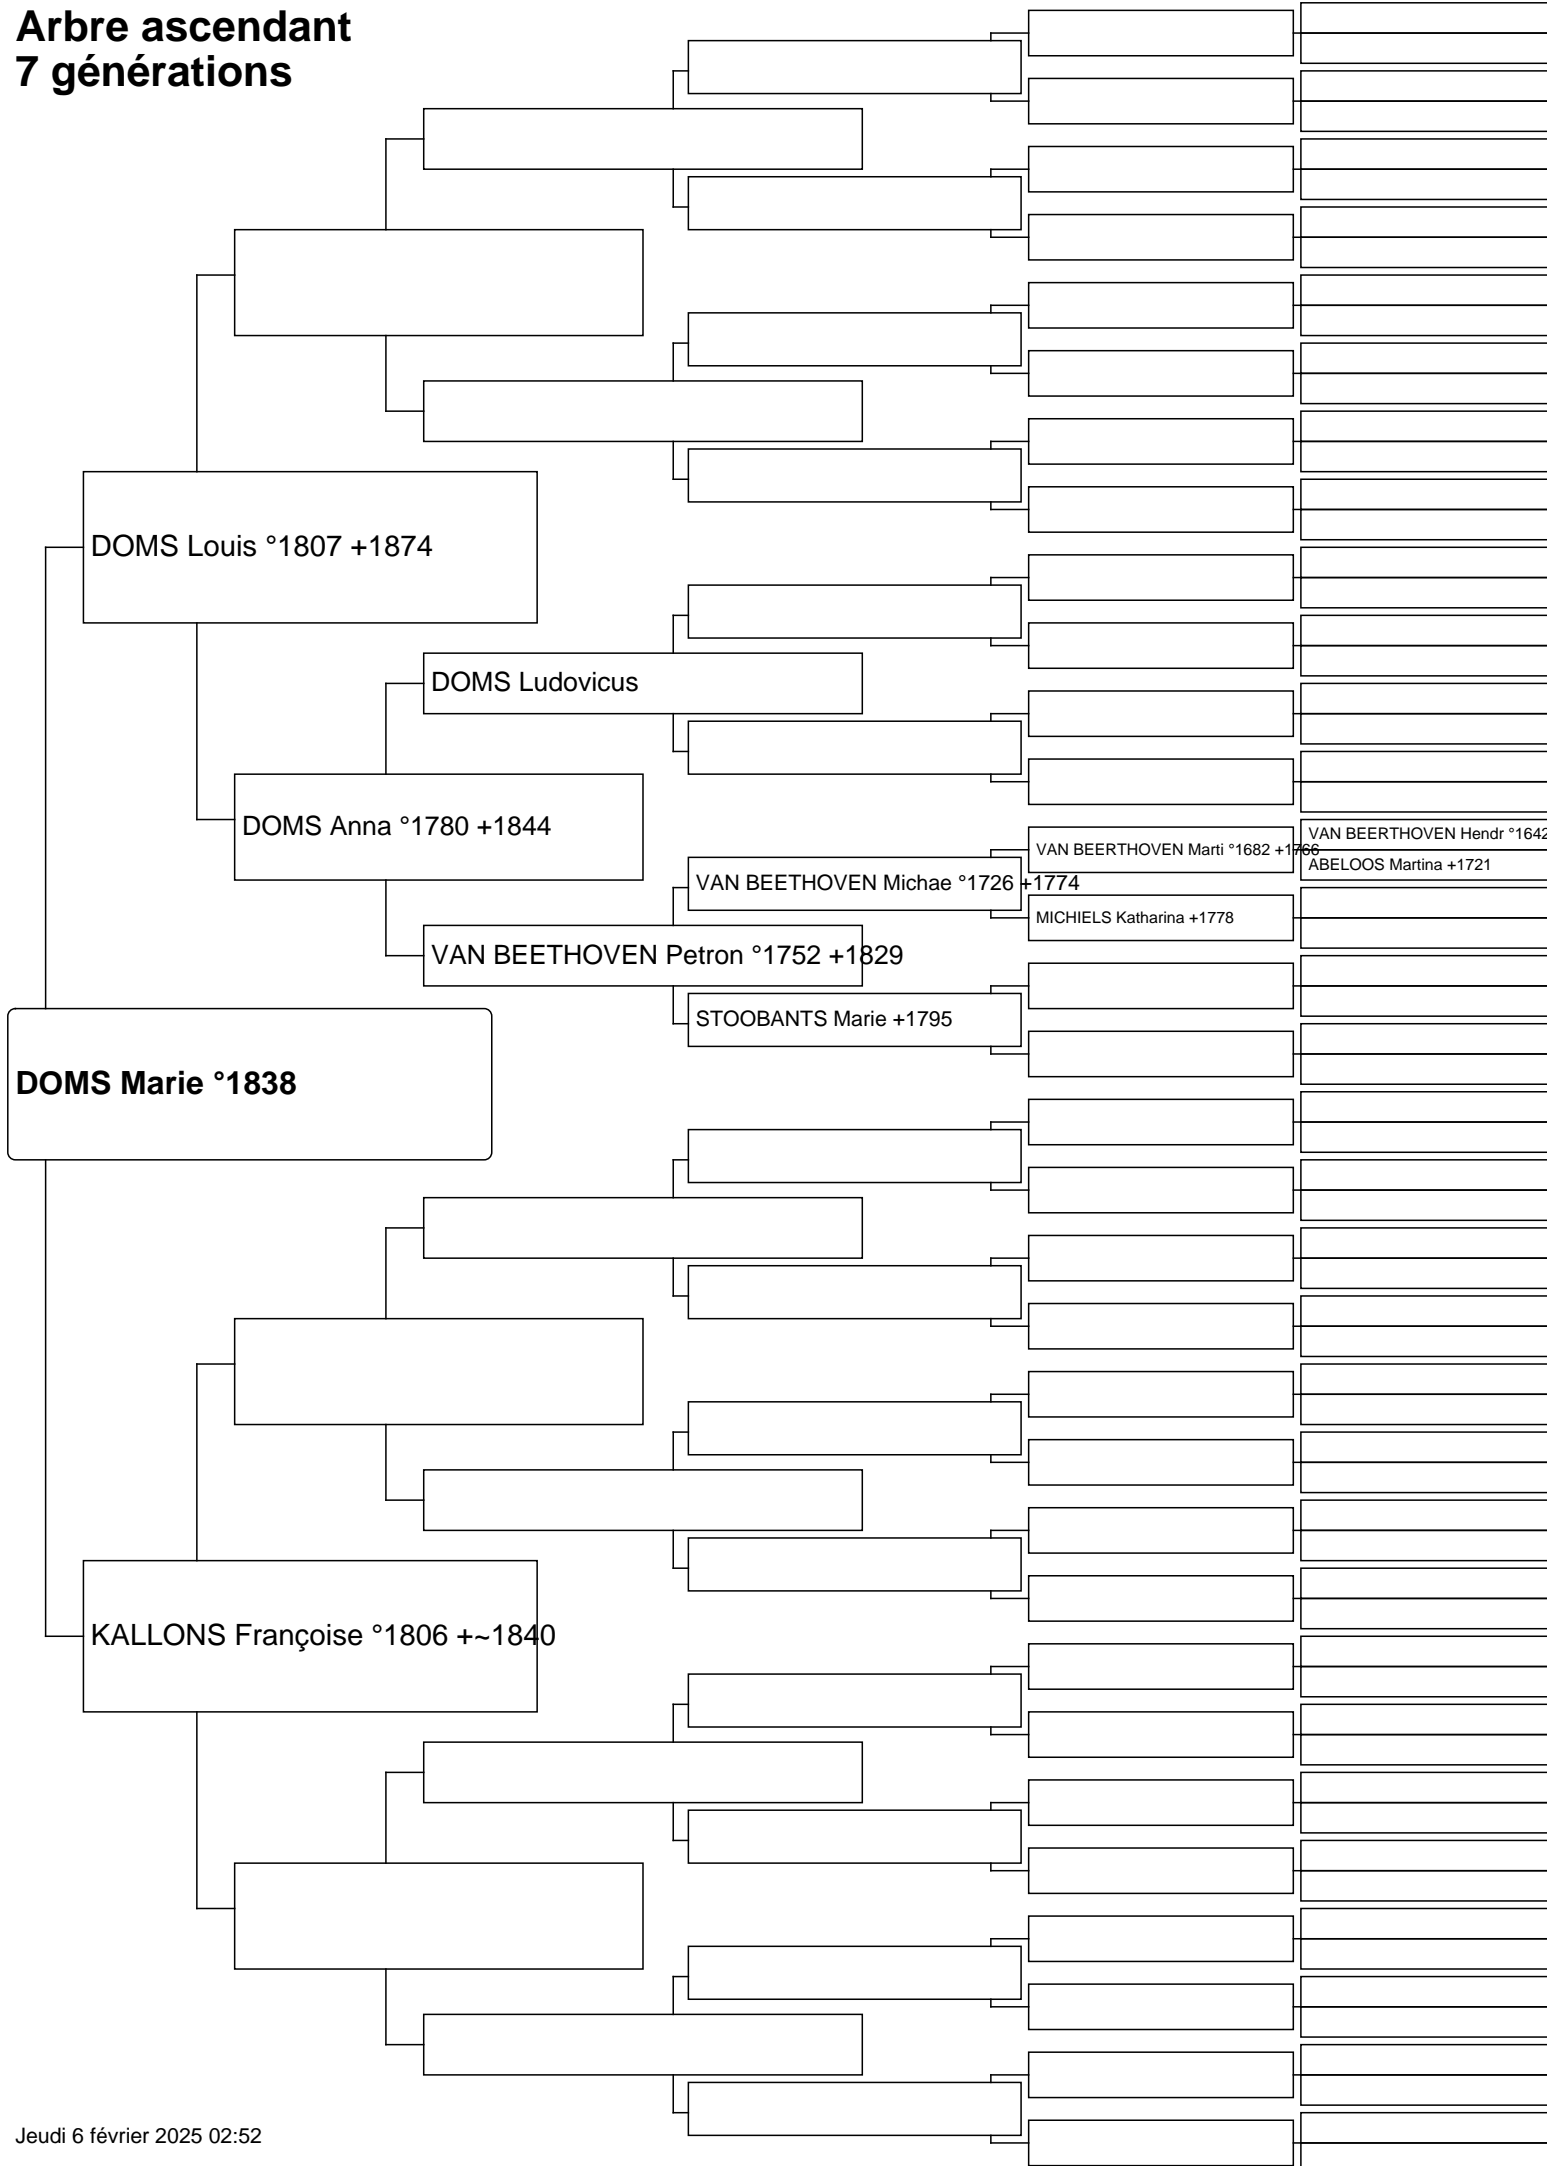 Arbre ascendant
7 générations
DOMS Louis °1807 +1874
DOMS Ludovicus
DOMS Anna °1780 +1844
VAN BEERTHOVEN Hendr °1642
VAN BEERTHOVEN Marti °1682 +1766
ABELOOS Martina +1721
VAN BEETHOVEN Michae °1726 +1774
MICHIELS Katharina +1778
VAN BEETHOVEN Petron °1752 +1829
STOOBANTS Marie +1795
DOMS Marie °1838
KALLONS Françoise °1806 +~1840
Jeudi 6 février 2025 02:52